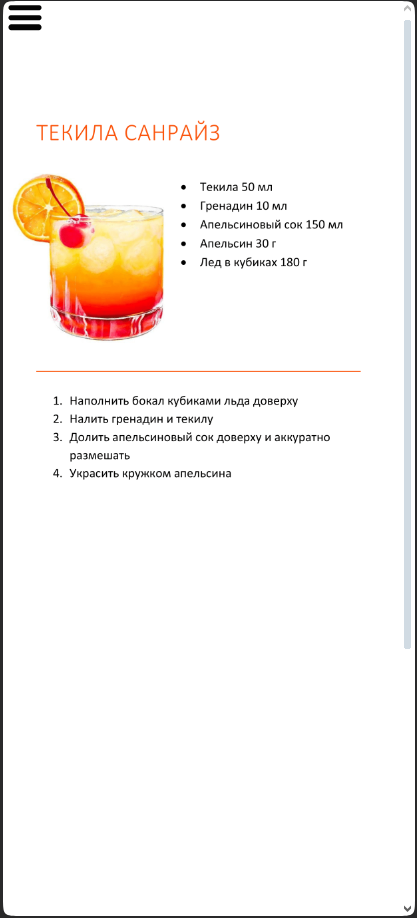 ТЕКИЛА САНРАЙЗ
• Текила 50 мл
• Гренадин 10 мл
• Апельсиновый сок 150 мл
• Апельсин 30 г
• Лед в кубиках 180 г
1. Наполнить бокал кубиками льда доверху
2. Налить гренадин и текилу
3. Долить апельсиновый сок доверху и аккуратно
размешать
4. Украсить кружком апельсина